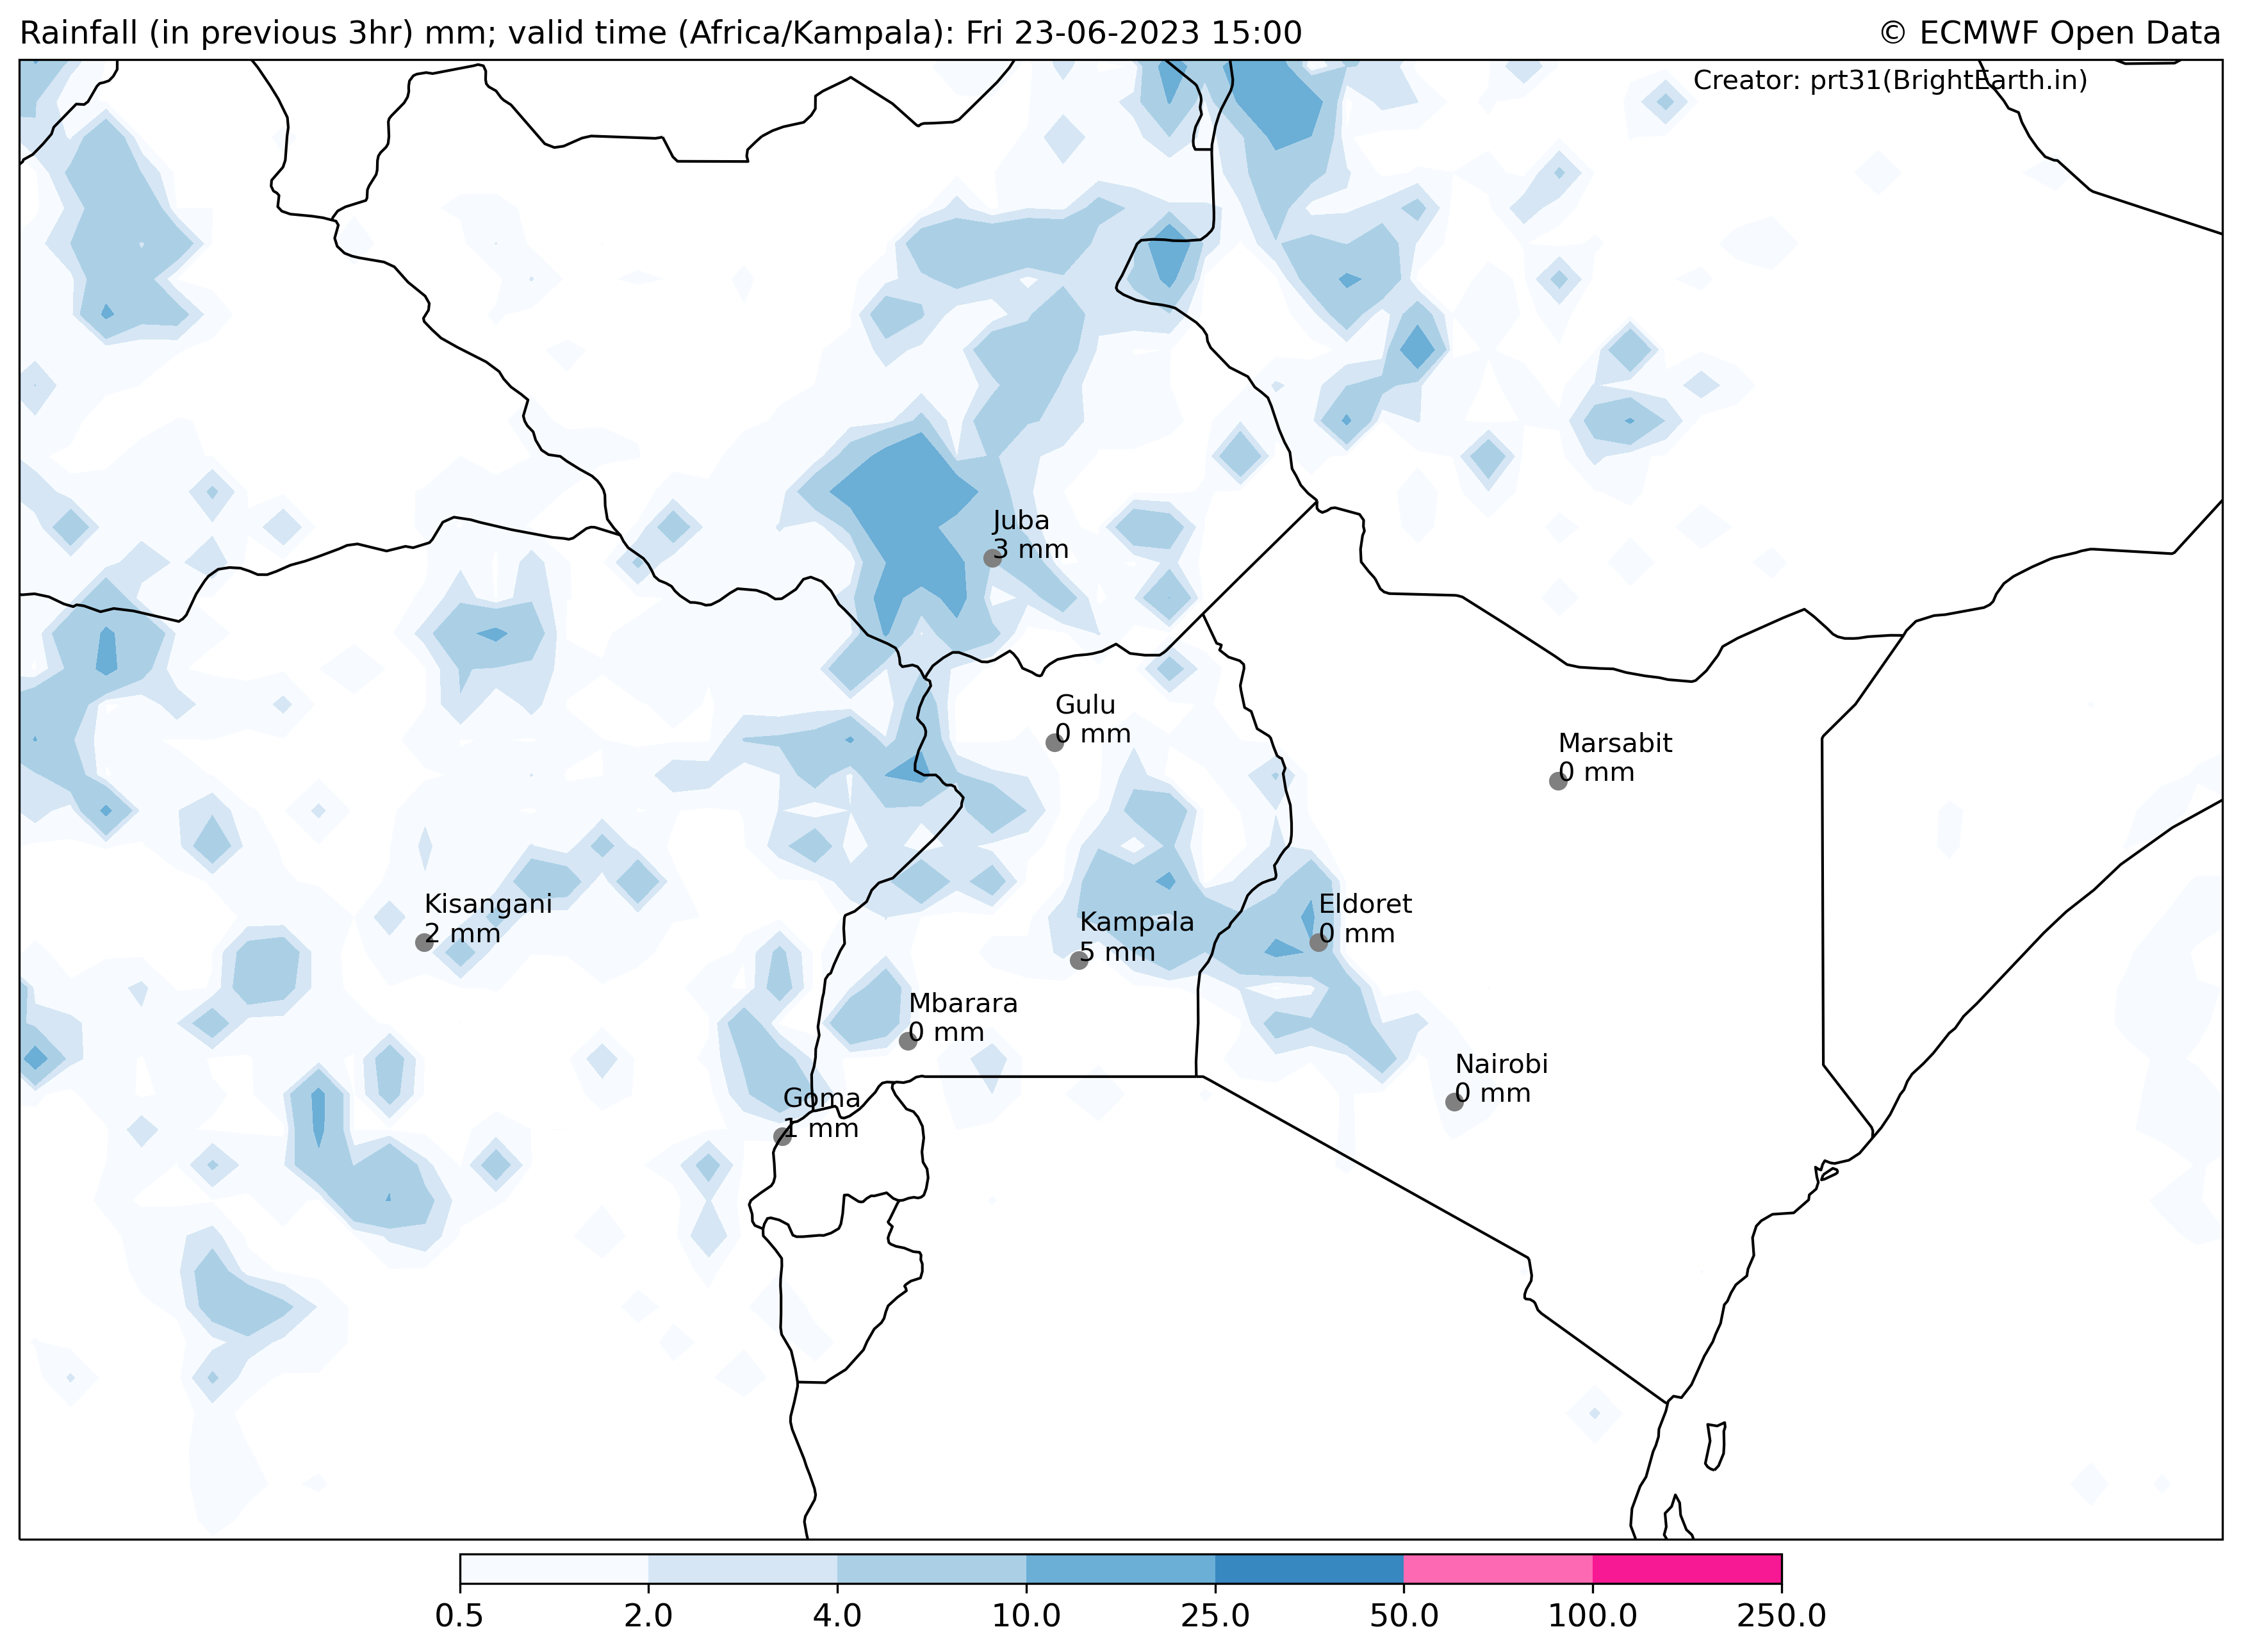 Rainfall (in previous 3hr) mm; valid time (Africa/Kampala): Fri 23-06-2023 15:00
© ECMWF Open Data
Creator: prt31(BrightEarth.in)
Juba
3 mm
Gulu
0 mm
Marsabit
0 mm
Kisangani
2 mm
Eldoret
0 mm
Kampala
5 mm
Mbarara
0 mm
Nairobi
0 mm
Goma
1 mm
0.5 2.0 4.0 10.0 25.0 50.0 100.0 250.0